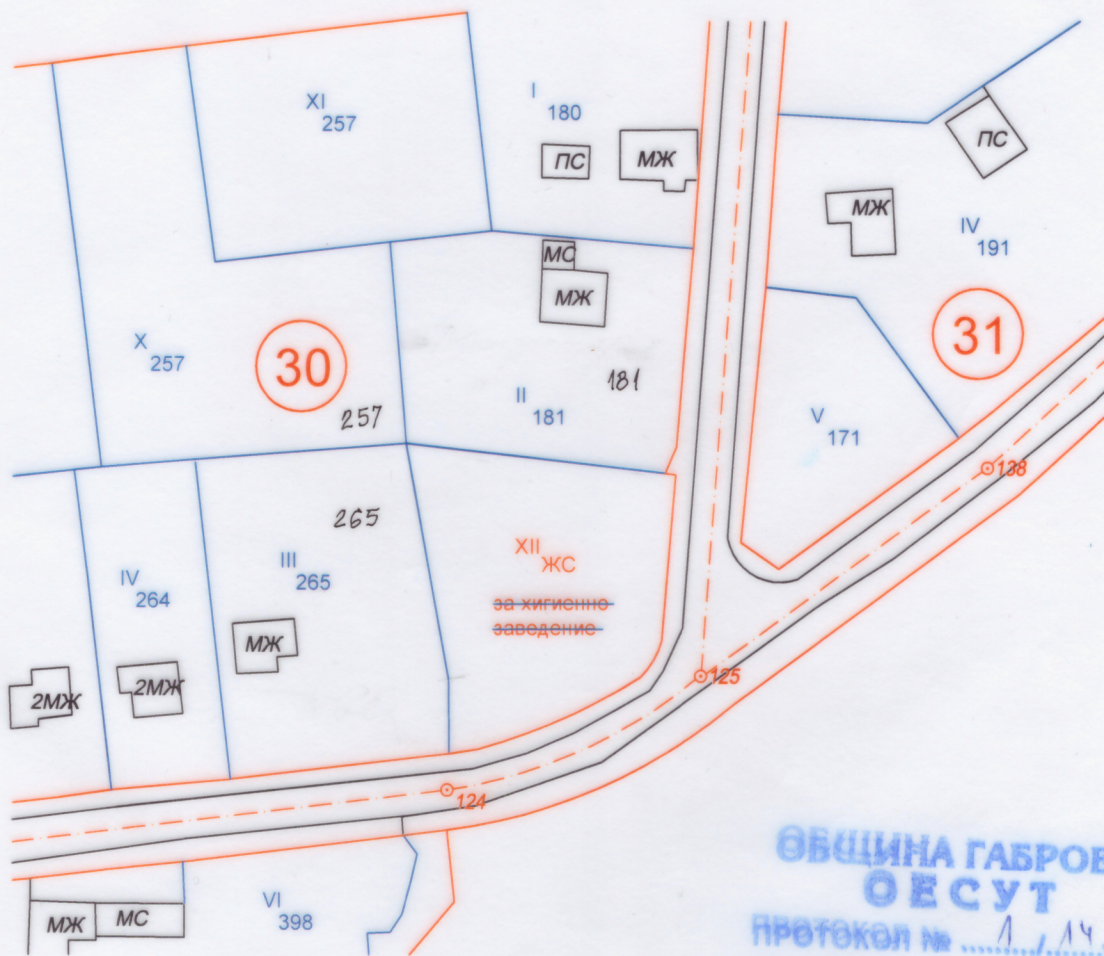 XI
257
I
180
ПС
МЖ
ПС
МЖ
IV
191
МС
МЖ
X
257
30
31
257
II
181
181
V
171
138
265
XII
ЖС
за хигиенно
заведение
IV
264
III
265
МЖ
2МЖ
2МЖ
125
124
VI
398
МЖ
МС
ОБЩИНА ГАБРОВ
ОЕСУТ
ПРОТОКОЛ № 1 / 14